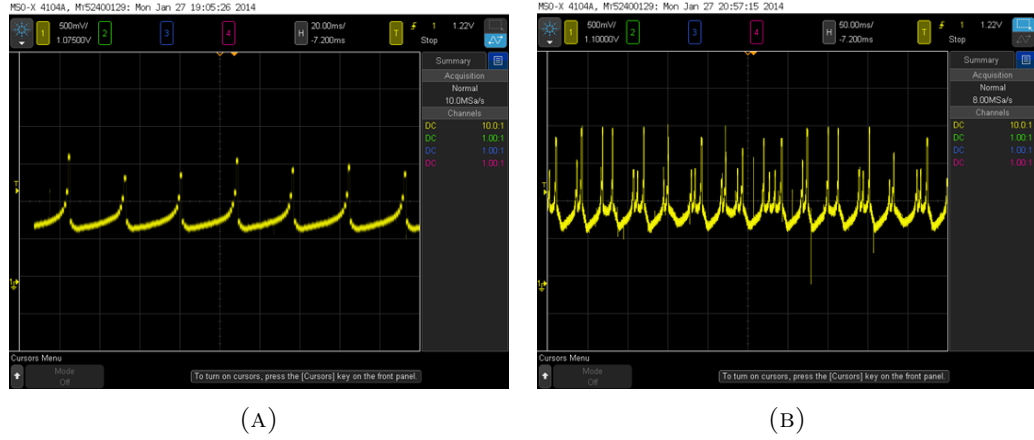 MSO-X 4104A, MY52400129: Mon Jan 27 19:05:26 2014
1 500mV/ 2 3 4 H 20.00ms/ T 1 1.22V
1.07500V -7.200ms Stop
Summary
Acquisition
Normal
10.0MSa/s
Channels
DC 10.0:1
DC 1.00:1
DC 1.00:1
DC 1.00:1
T
1
Cursors Menu
Mode
Off
To turn on cursors, press the [Cursors] key on the front panel.
(A)
MSO-X 4104A, MY52400129: Mon Jan 27 20:57:15 2014
1 500mV/ 2 3 4 H 50.00ms/ T 1 1.22V
1.10000V -7.200ms Stop
Summary
Acquisition
Normal
8.00MSa/s
Channels
DC 10.0:1
DC 1.00:1
DC 1.00:1
DC 1.00:1
T
1
Cursors Menu
Mode
Off
To turn on cursors, press the [Cursors] key on the front panel.
(B)